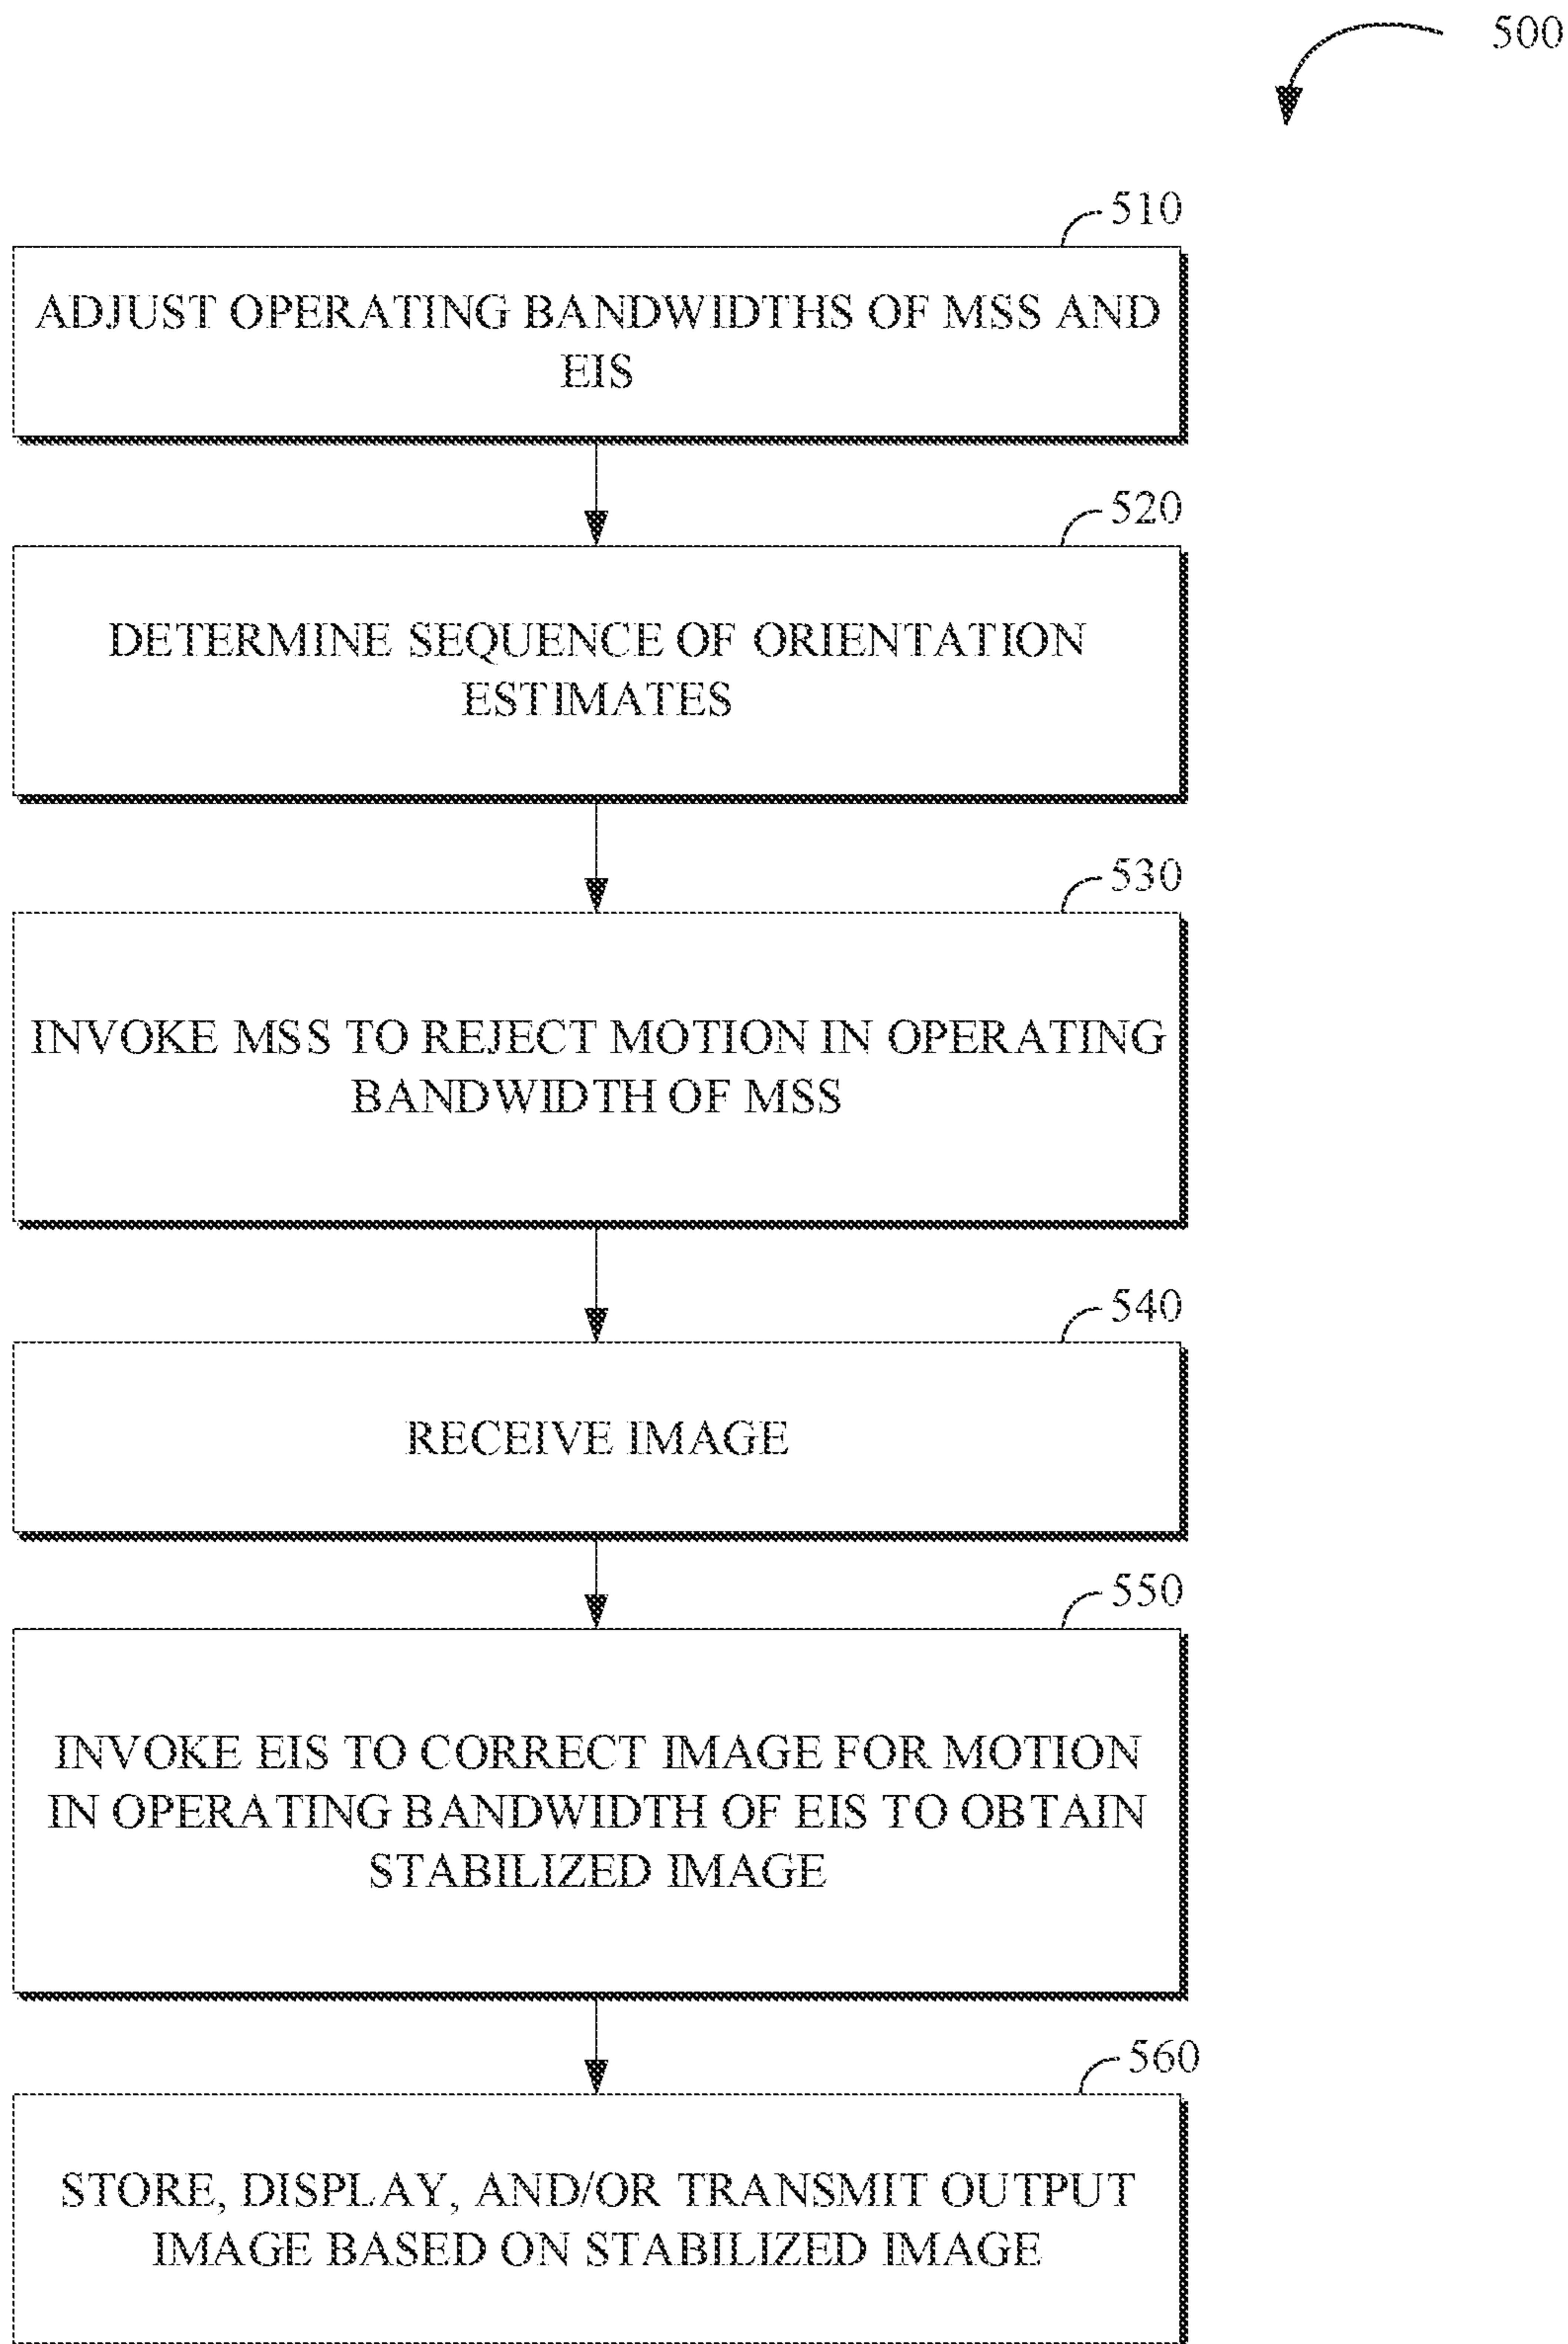 500
510
ADJUST OPERATING BANDWIDTHS OF MSS AND
EIS
520
DETERMINE SEQUENCE OF ORIENTATION
ESTIMATES
530
INVOKE MSS TO REJECT MOTION IN OPERATING
BANDWIDTH OF MSS
540
RECEIVE IMAGE
550
INVOKE EIS TO CORRECT IMAGE FOR MOTION
IN OPERATING BANDWIDTH OF EIS TO OBTAIN
STABILIZED IMAGE
560
STORE, DISPLAY, AND/OR TRANSMIT OUTPUT
IMAGE BASED ON STABILIZED IMAGE